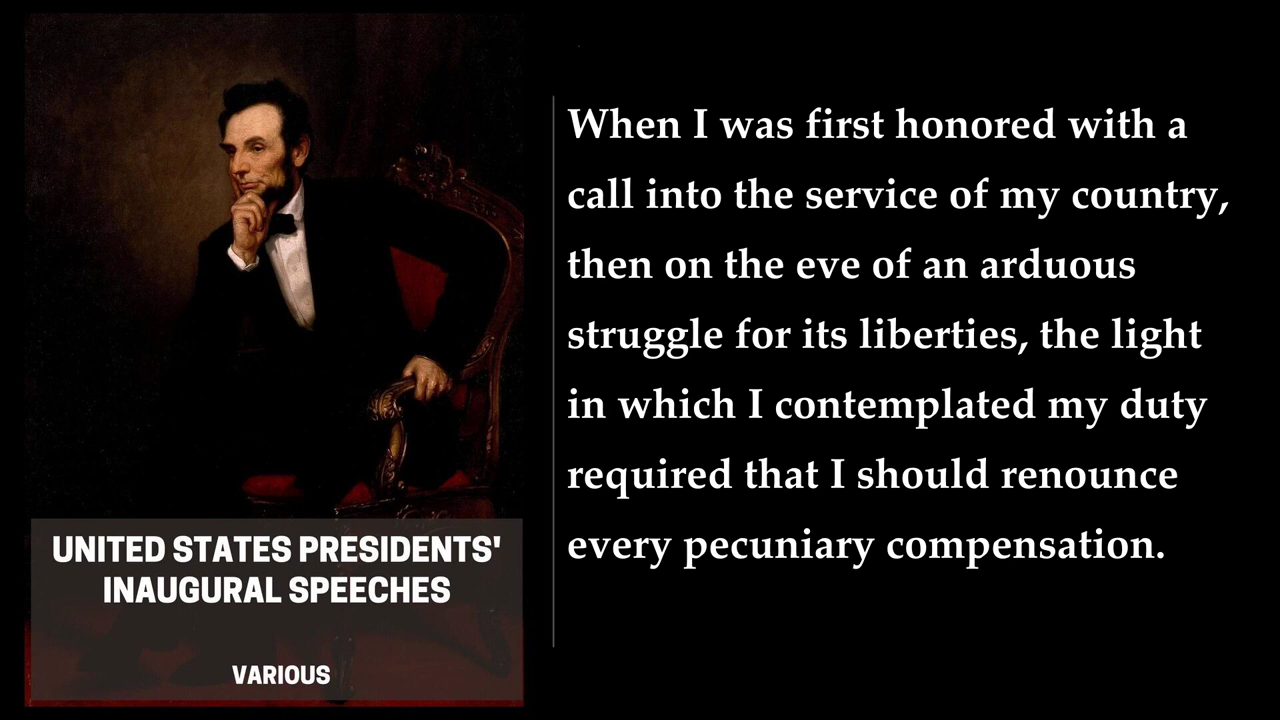 UNITED STATES PRESIDENTS'
INAUGURAL SPEECHES
VARIOUS
When I was first honored with a
call into the service of my country,
then on the eve of an arduous
struggle for its liberties, the light
in which I contemplated my duty
required that I should renounce
every pecuniary compensation.